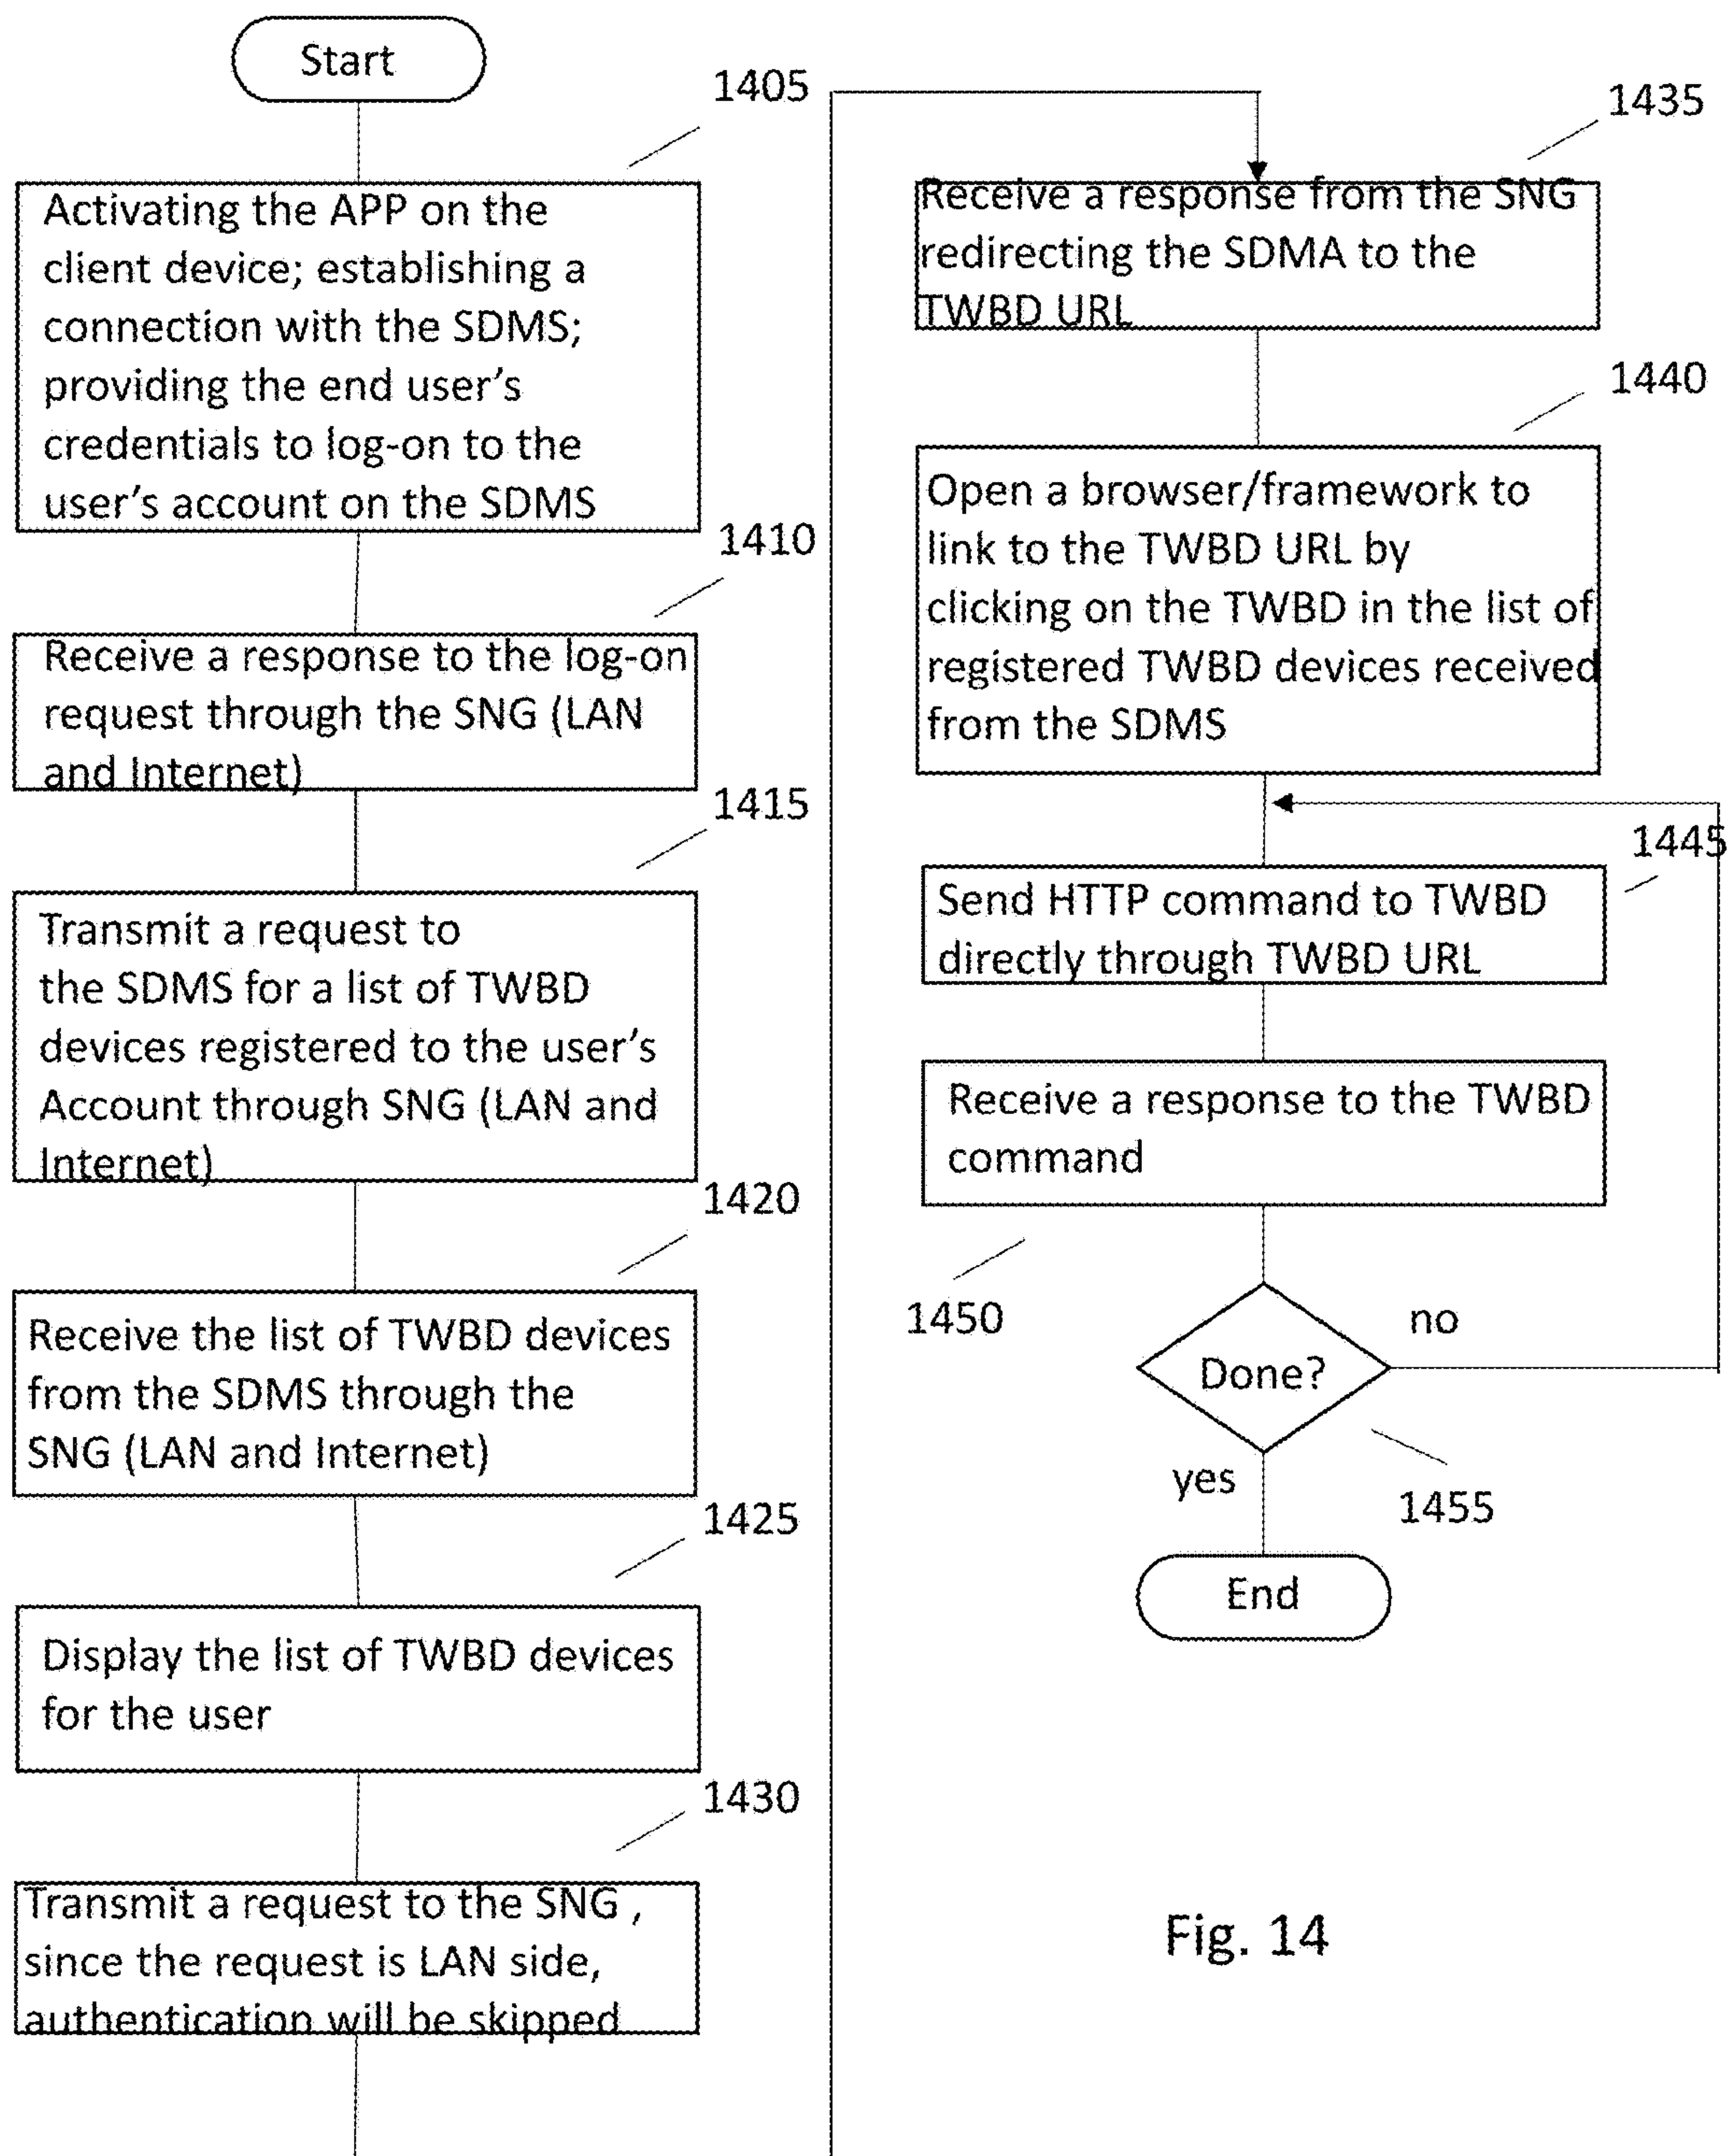 Start
1405
Activating the APP on the
client device; establishing a
connection with the SDMS;
providing the end user's
credentials to log-on to the
user's account on the SDMS
1410
Receive a response to the log-on
request through the SNG (LAN
and Internet)
1415
Transmit a request to
the SDMS for a list of TWBD
devices registered to the user's
Account through SNG (LAN and
Internet)
1420
Receive the list of TWBD devices
from the SDMS through the
SNG (LAN and Internet)
1425
Display the list of TWBD devices
for the user
1430
Transmit a request to the SNG ,
since the request is LAN side,
authentication will be skipped
1435
Receive a response from the SNG
redirecting the SDMA to the
TWBD URL
1440
Open a browser/framework to
link to the TWBD URL by
clicking on the TWBD in the list of
registered TWBD devices received
from the SDMS
1445
Send HTTP command to TWBD
directly through TWBD URL
Receive a response to the TWBD
command
1450
no
Done?
yes
1455
End
Fig. 14